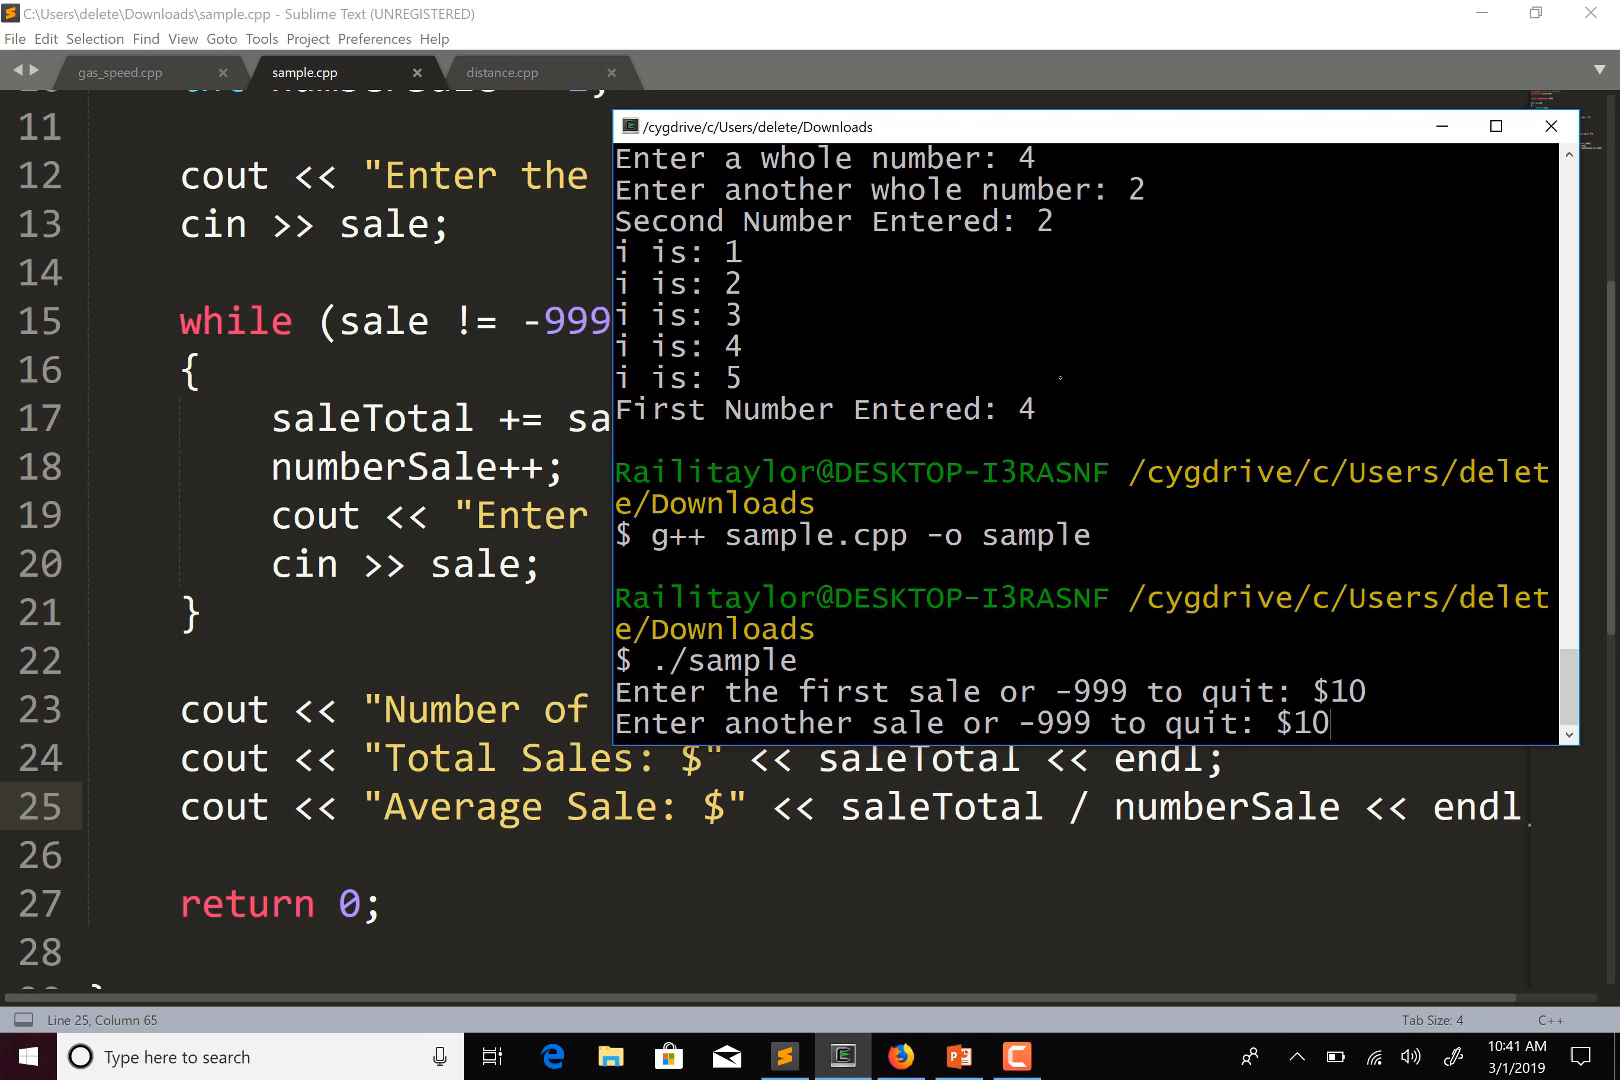 C:\Users\delete\Downloads\sample.cpp - Sublime Text (UNREGISTERED)
File Edit Selection Find View Goto Tools Project Preferences Help
gas_speed.cpp
sample.cpp
distance.cpp
11
12 cout << "Enter the
13 cin >> sale;
14
15 while (sale != -999
16 {
17 saleTotal += sa
18 numberSale++;
19 cout << "Enter
20 cin >> sale;
21 }
22
23 cout << "Number of
24 cout << "Total Sales: $" << saleTotal << endl;
25 cout << "Average Sale: $" << saleTotal / numberSale << endl
26
27 return 0;
28
/cygdrive/c/Users/delete/Downloads
Enter a whole number: 4
Enter another whole number: 2
Second Number Entered: 2
i is: 1
i is: 2
i is: 3
i is: 4
i is: 5
First Number Entered: 4
Railitaylor@DESKTOP-I3RASNF /cygdrive/c/Users/delet
e/Downloads
$ g++ sample.cpp -o sample
Railitaylor@DESKTOP-I3RASNF /cygdrive/c/Users/delet
e/Downloads
$ ./sample
Enter the first sale or -999 to quit: $10
Enter another sale or -999 to quit: $10
Line 25, Column 65
Tab Size: 4
C++
Type here to search
10:41 AM
3/1/2019